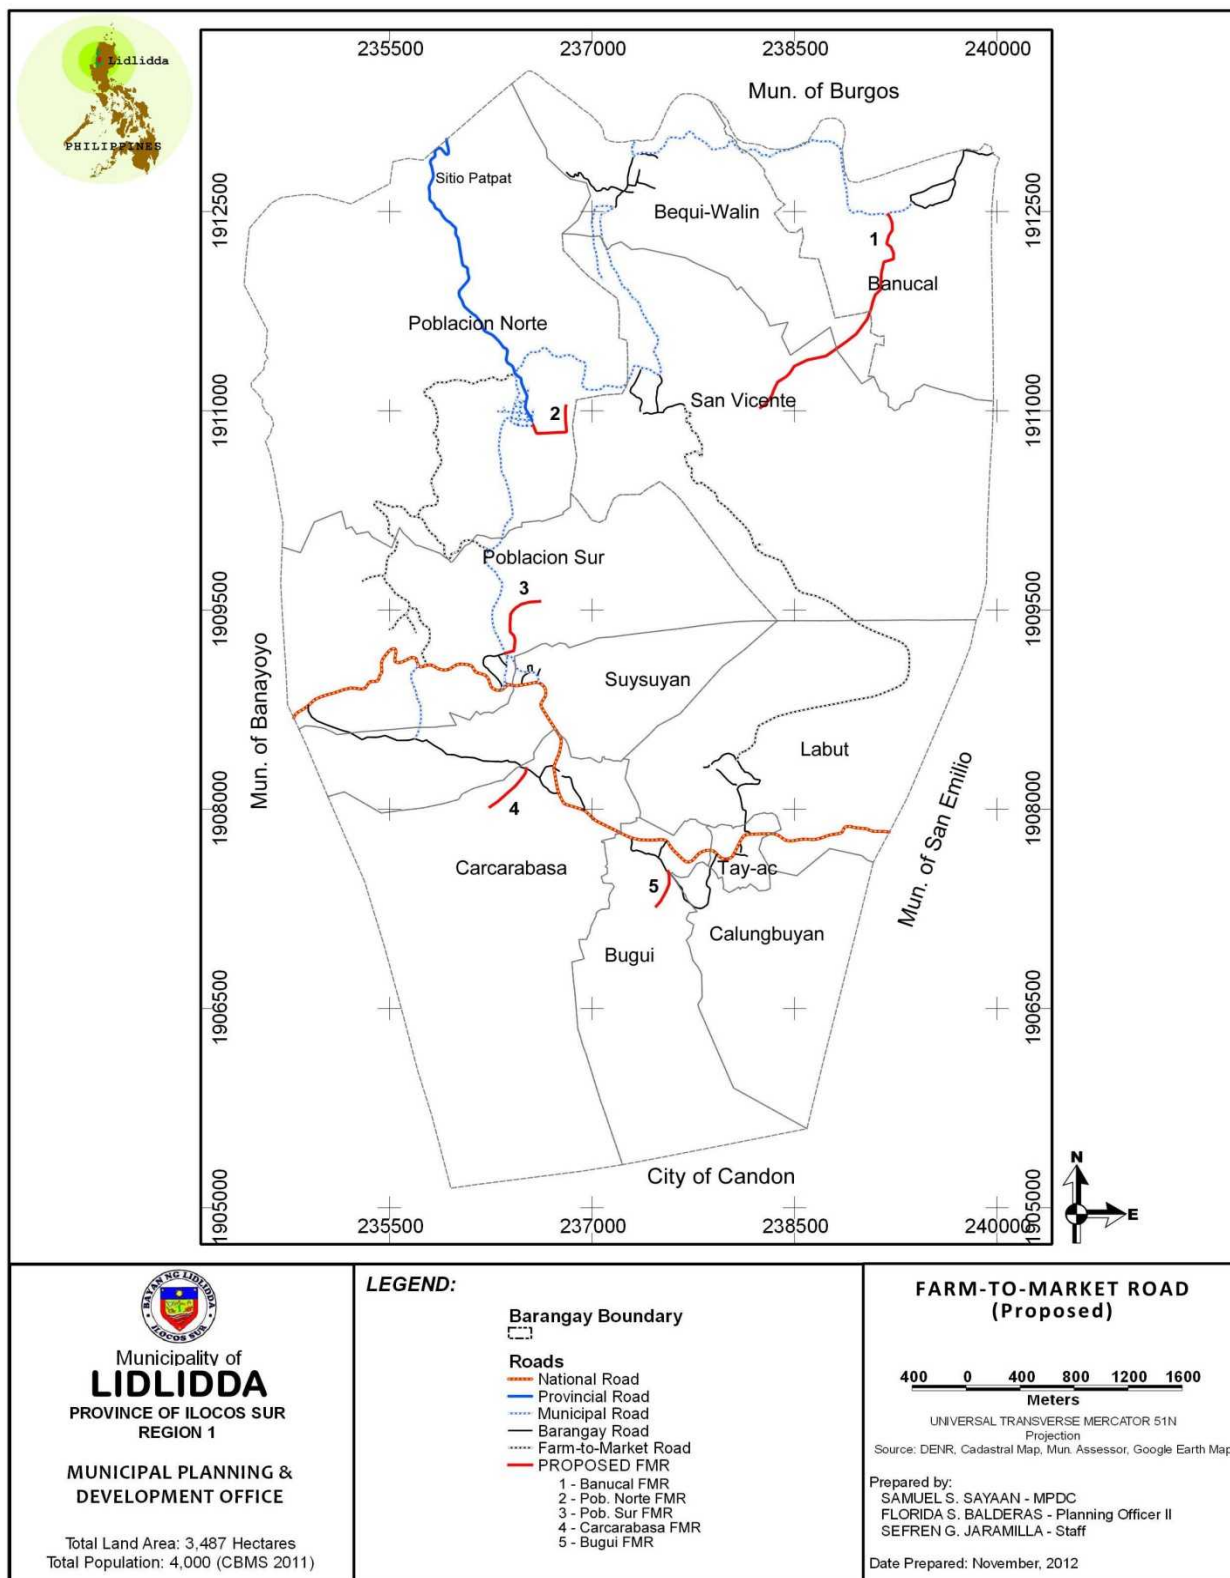 Lidlidda
PHILIPPINES
235500 237000 238500 240000
Mun. of Burgos
Sitio Patpat
1912500
Bequi-Walin
1912500
1
Banucal
Poblacion Norte
San Vicente
1911000
2
1911000
Poblacion Sur
3
1909500
1909500
Suysuyan
Mun. of Banayoyo
Labut
Mun. of San Emilio
1908000
4
1908000
Carcarabasa
5
Tay-ac
Calungbuyan
Bugui
1906500
1906500
City of Candon
1905000
1905000
235500 237000 238500 240000
N
E
BAYAN NG LIDLIDDA
ILOCOS SUR
Municipality of
LIDLIDDA
PROVINCE OF ILOCOS SUR
REGION 1
MUNICIPAL PLANNING &
DEVELOPMENT OFFICE
Total Land Area: 3,487 Hectares
Total Population: 4,000 (CBMS 2011)
LEGEND:
Barangay Boundary
Roads
National Road
Provincial Road
Municipal Road
Barangay Road
Farm-to-Market Road
PROPOSED FMR
1 - Banucal FMR
2 - Pob. Norte FMR
3 - Pob. Sur FMR
4 - Carcarabasa FMR
5 - Bugui FMR
FARM-TO-MARKET ROAD
(Proposed)
400 0 400 800 1200 1600
Meters
UNIVERSAL TRANSVERSE MERCATOR 51N
Projection
Source: DENR, Cadastral Map, Mun. Assessor, Google Earth Map
Prepared by:
SAMUEL S. SAYAAN - MPDC
FLORIDA S. BALDERAS - Planning Officer II
SEFREN G. JARAMILLA - Staff
Date Prepared: November, 2012